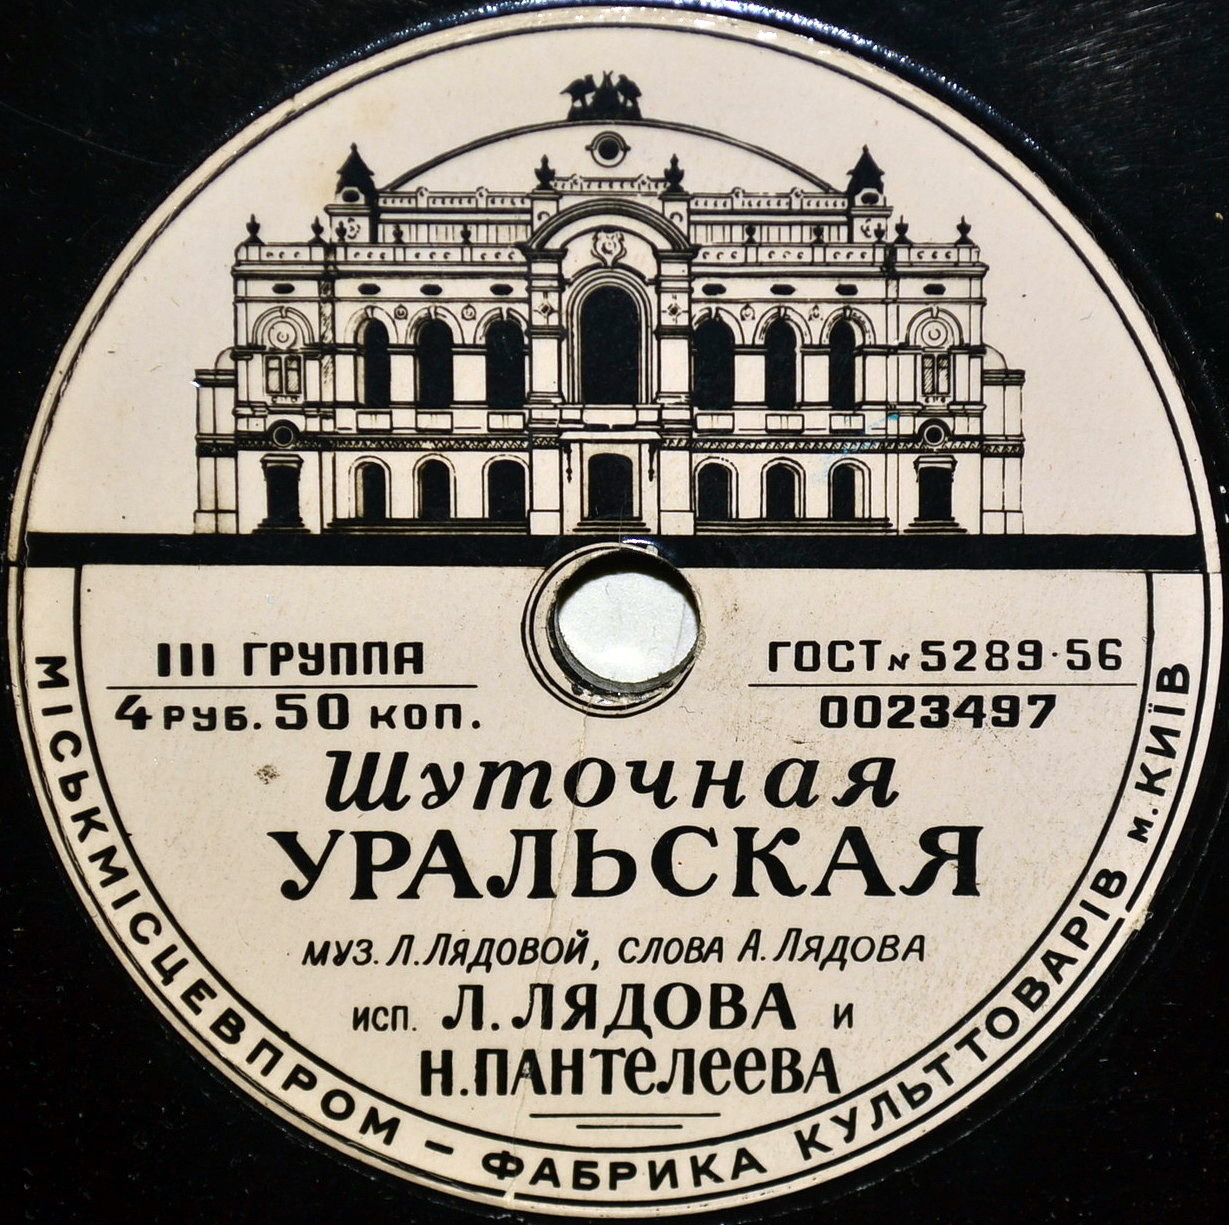 III ГРУППА
4 РУБ. 50 КОП.
ГОСТ № 5289·56
0023497
Шуточная
УРАЛЬСКАЯ
МУЗ. Л. ЛЯДОВОЙ, СЛОВА А. ЛЯДОВА
ИСП. Л. ЛЯДОВА И
Н. ПАНТЕЛЕЕВА
МІСЬКМІСЦЕВПРОМ – ФАБРИКА КУЛЬТТОВАРІВ м. КИЇВ